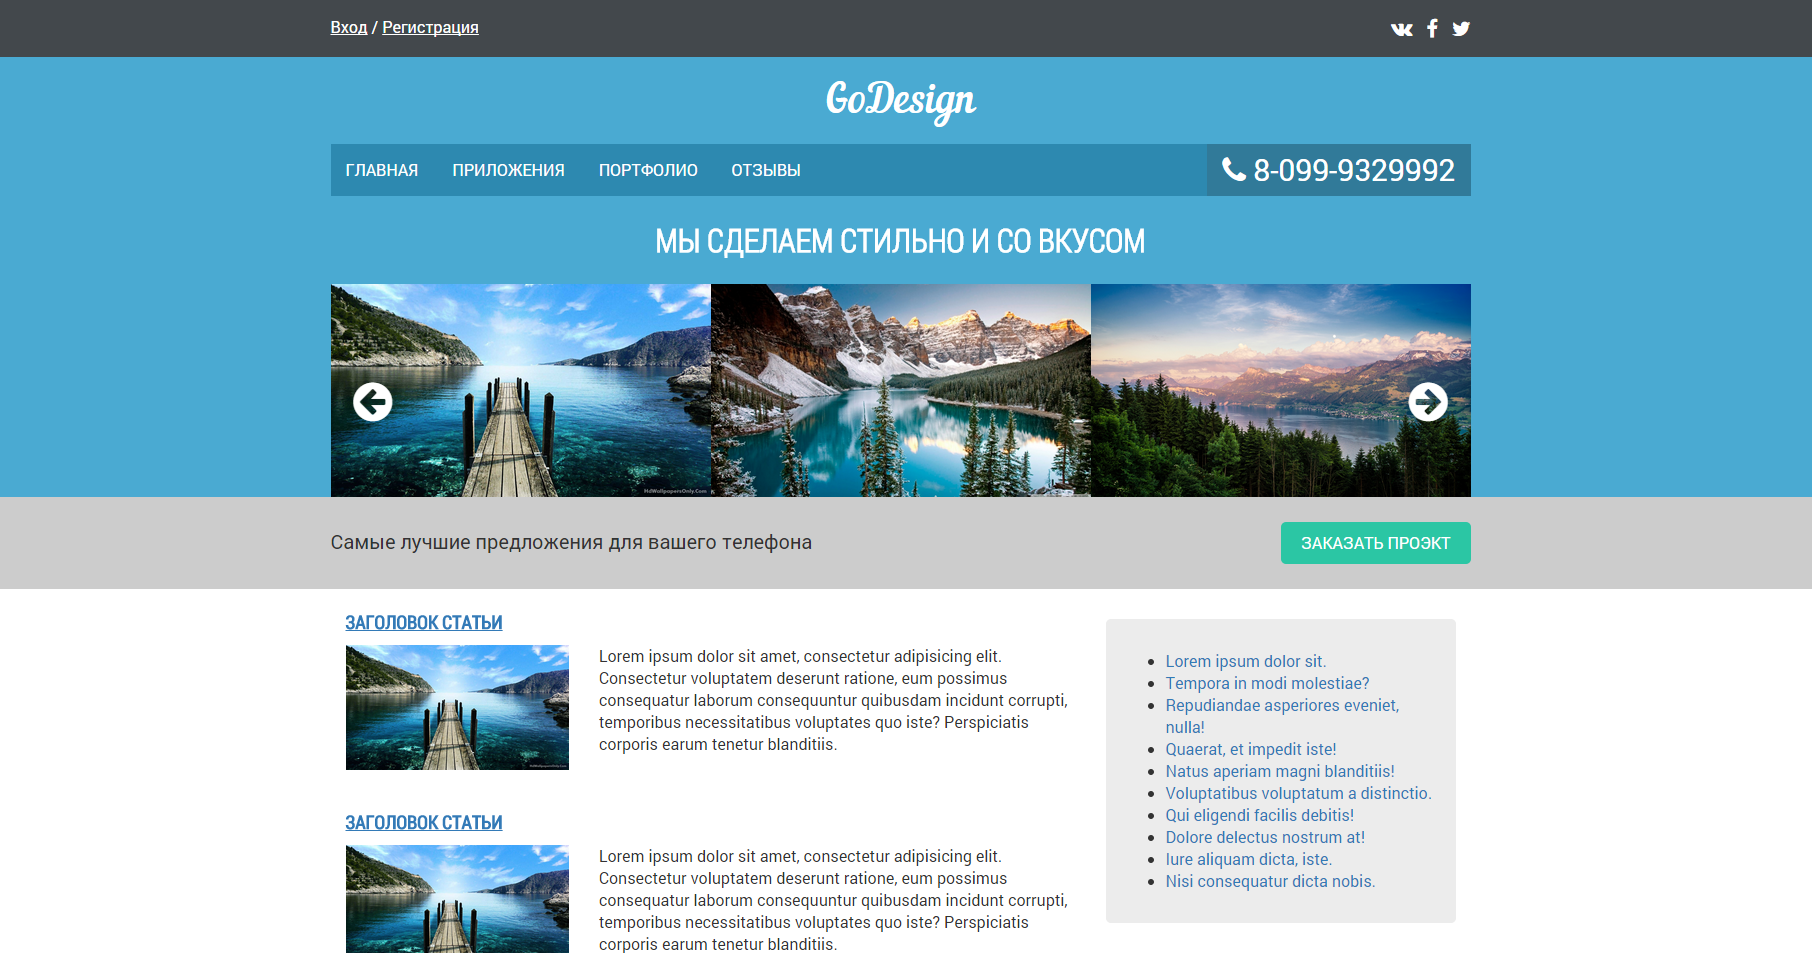 Вход / Регистрация
GoDesign
ГЛАВНАЯ ПРИЛОЖЕНИЯ ПОРТФОЛИО ОТЗЫВЫ 8-099-9329992
МЫ СДЕЛАЕМ СТИЛЬНО И СО ВКУСОМ
HdWallpapersOnly.Com
Самые лучшие предложения для вашего телефона
ЗАКАЗАТЬ ПРОЭКТ
ЗАГОЛОВОК СТАТЬИ
Lorem ipsum dolor sit amet, consectetur adipisicing elit.
Consectetur voluptatem deserunt ratione, eum possimus
consequatur laborum consequuntur quibusdam incidunt corrupti,
temporibus necessitatibus voluptates quo iste? Perspiciatis
corporis earum tenetur blanditiis.
HdWallpapersOnly.Com
ЗАГОЛОВОК СТАТЬИ
Lorem ipsum dolor sit amet, consectetur adipisicing elit.
Consectetur voluptatem deserunt ratione, eum possimus
consequatur laborum consequuntur quibusdam incidunt corrupti,
temporibus necessitatibus voluptates quo iste? Perspiciatis
corporis earum tenetur blanditiis.
Lorem ipsum dolor sit.
Tempora in modi molestiae?
Repudiandae asperiores eveniet,
nulla!
Quaerat, et impedit iste!
Natus aperiam magni blanditiis!
Voluptatibus voluptatum a distinctio.
Qui eligendi facilis debitis!
Dolore delectus nostrum at!
Iure aliquam dicta, iste.
Nisi consequatur dicta nobis.